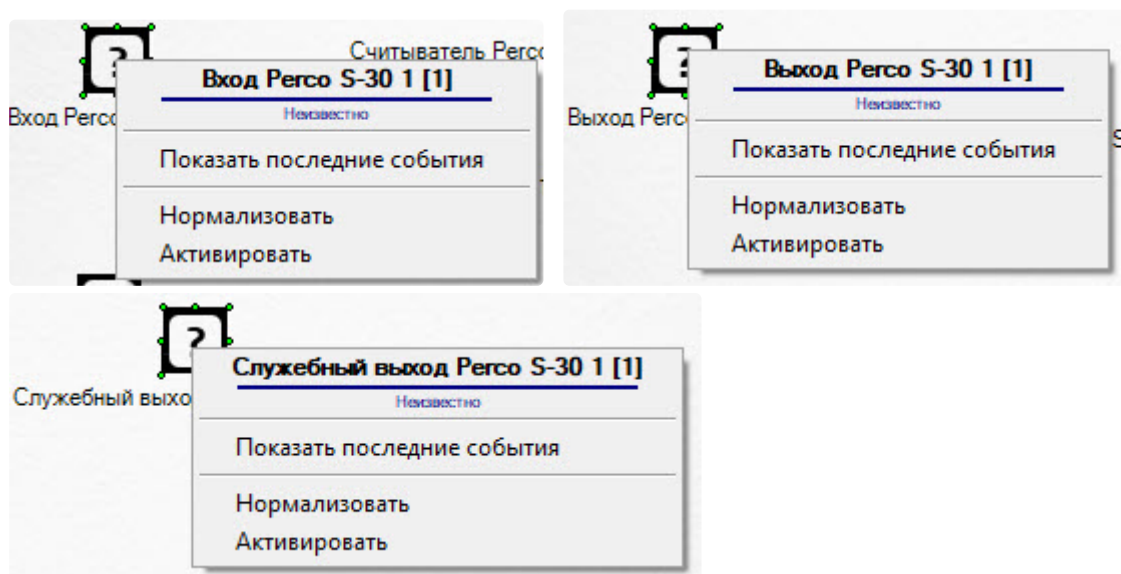 ?
Считыватель Perco
Вход Perco S-30 1 [1]
Неизвестно
Вход Perco
Показать последние события
Нормализовать
Активировать
?
Выход Perco S-30 1 [1]
Неизвестно
Выход Perc
Показать последние события
Нормализовать
Активировать
?
Служебный выход Perco S-30 1 [1]
Неизвестно
Служебный выхо
Показать последние события
Нормализовать
Активировать